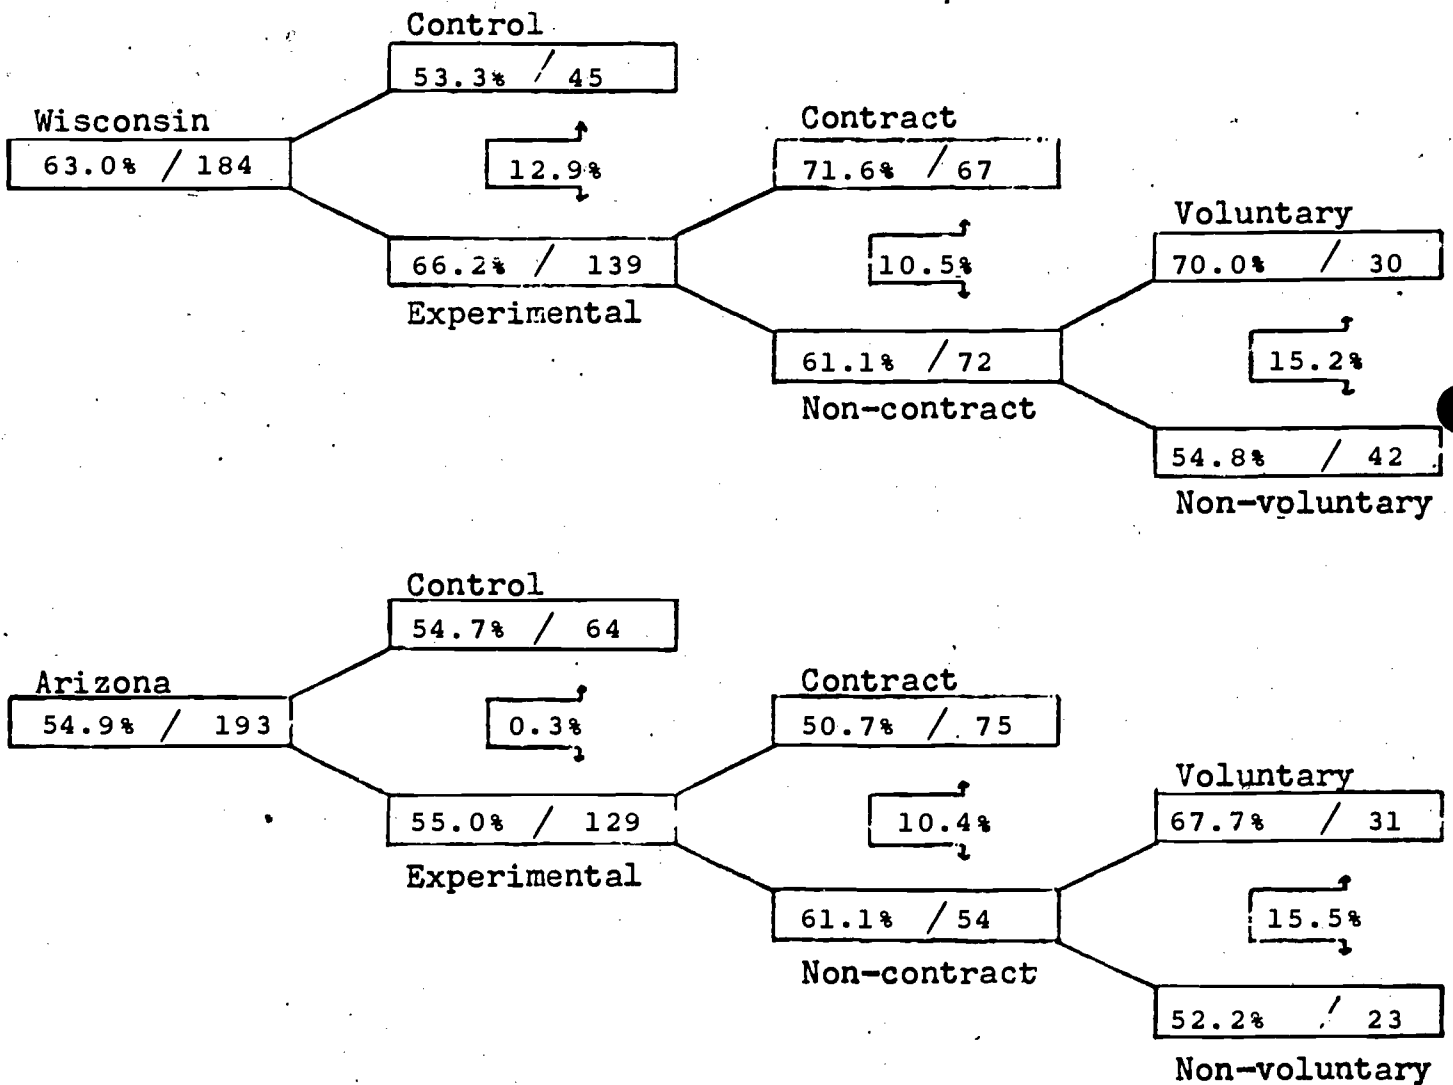 Control
53.3% / 45
Wisconsin
63.0% / 184
12.9%
Contract
71.6% / 67
66.2% / 139
Experimental
10.5%
Voluntary
70.0% / 30
61.1% / 72
Non-contract
15.2%
54.8% / 42
Non-voluntary
Control
54.7% / 64
Arizona
54.9% / 193
0.3%
Contract
50.7% / 75
55.0% / 129
Experimental
10.4%
Voluntary
67.7% / 31
61.1% / 54
Non-contract
15.5%
52.2% / 23
Non-voluntary